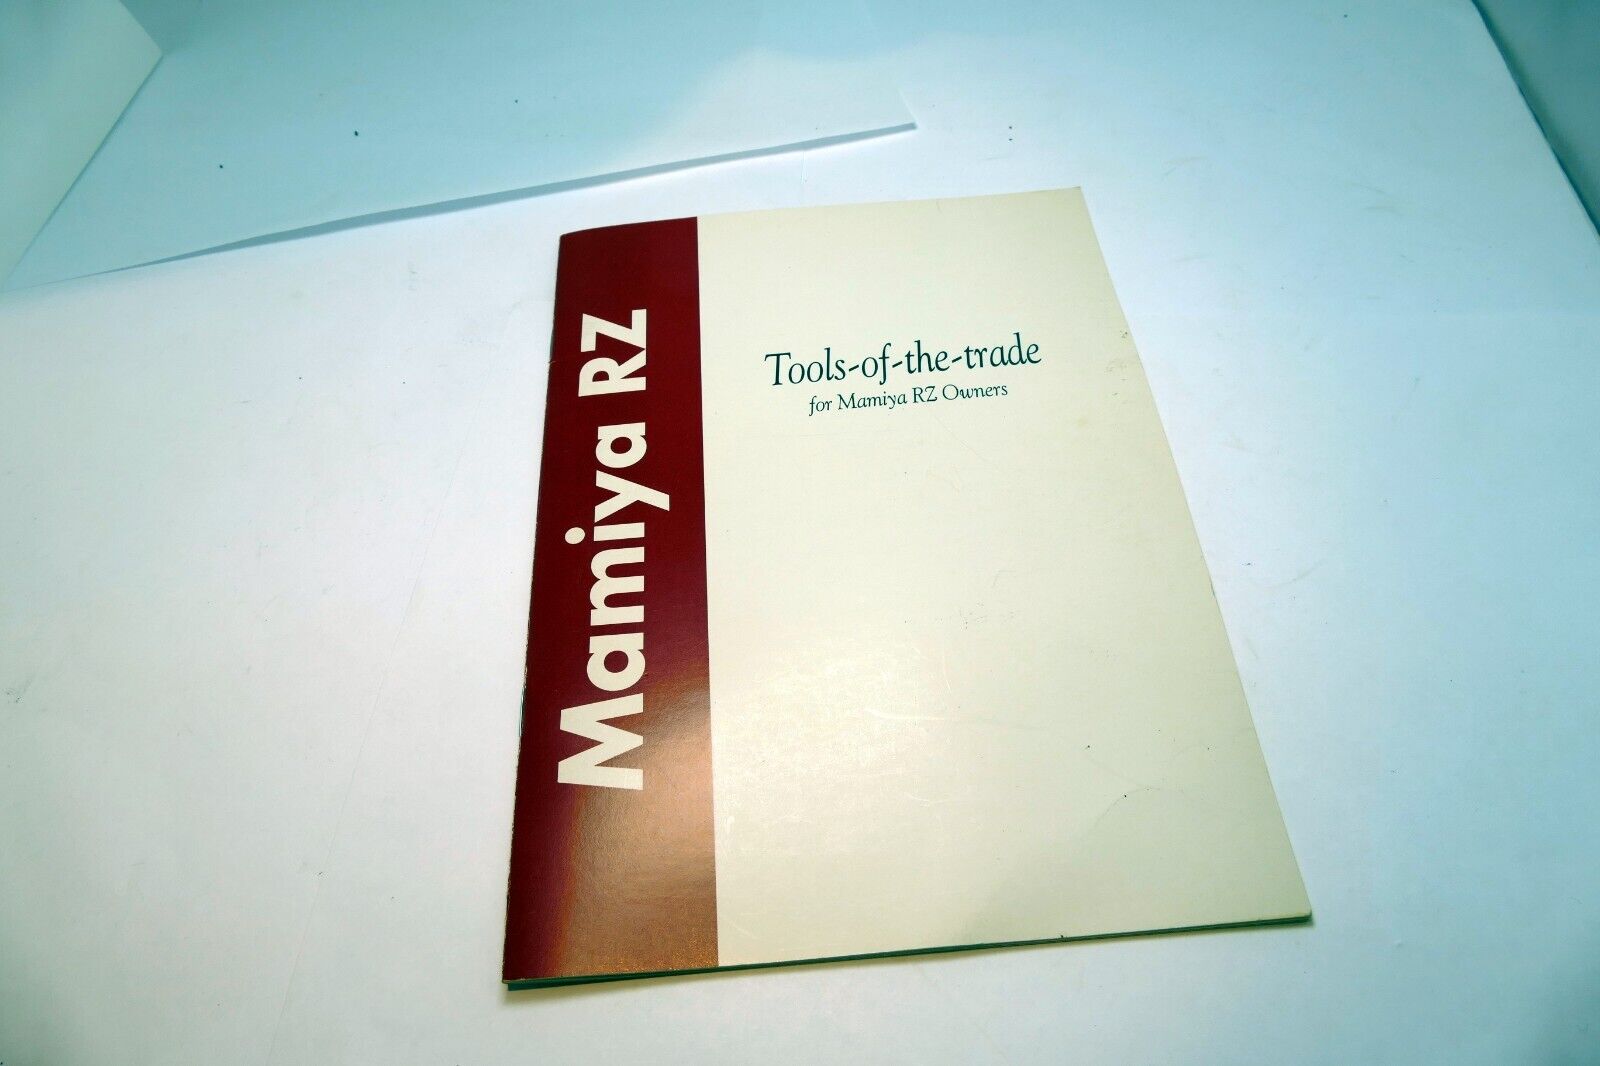 Mamiya RZ
Tools-of-the-trade
for Mamiya RZ Owners